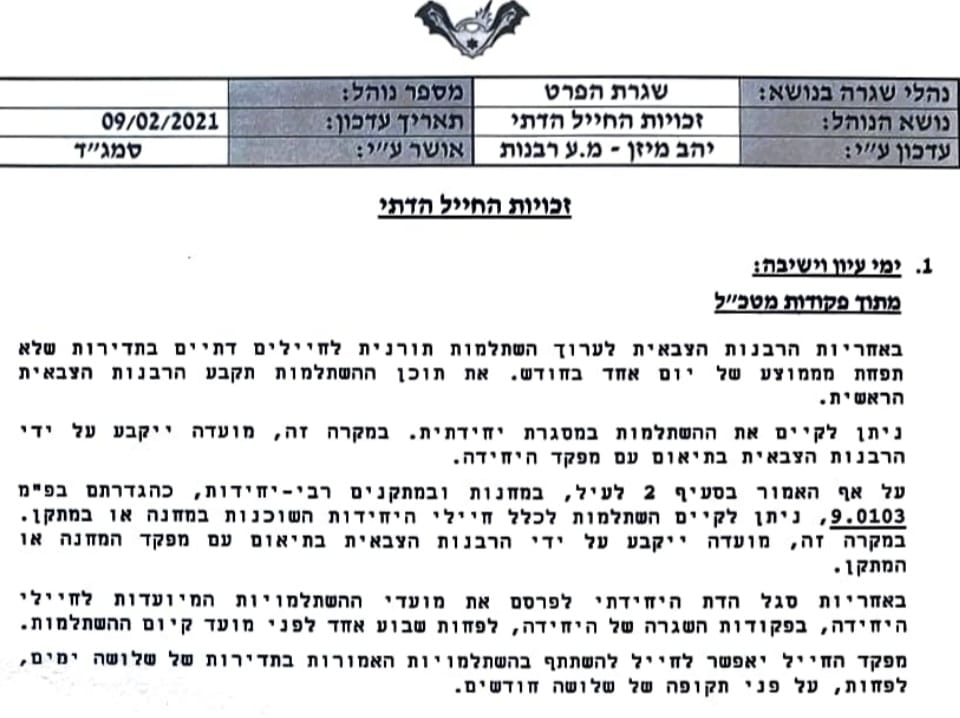 נהלי שגרה בנושא: שגרת הפרט מספר נוהל:
נושא הנוהל: זכויות החייל הדתי תאריך עדכון: 09/02/2021
עדכון ע״י: יהב מיזן - מ.ע רבנות אושר ע״י: סמג״ד
זכויות החייל הדתי
1. ימי עיון וישיבה:
מתוך פקודות מטכ״ל
באחריות הרבנות הצבאית לערוך השתלמות תורנית לחיילים דתיים בתדירות שלא
תפחת מממוצע של יום אחד בחודש. את תוכן ההשתלמות תקבע הרבנות הצבאית
הראשית.
ניתן לקיים את ההשתלמות במסגרת יחידתית. במקרה זה, מועדה ייקבע על ידי
הרבנות הצבאית בתיאום עם מפקד היחידה.
על אף האמור בסעיף 2 לעיל, במחנות ובמתקנים רבי-יחידות, כהגדרתם בפ"מ
9.0103, ניתן לקיים השתלמות לכלל חיילי היחידות השוכנות במחנה או במתקן.
במקרה זה, מועדה ייקבע על ידי הרבנות הצבאית בתיאום עם מפקד המחנה או
המתקן.
באחריות סגל הדת היחידתי לפרסם את מועדי ההשתלמויות המיועדות לחיילי
היחידה, בפקודות השגרה של היחידה, לפחות שבוע אחד לפני מועד קיום ההשתלמות.
מפקד החייל יאפשר לחייל להשתתף בהשתלמויות האמורות בתדירות של שלושה ימים,
לפחות, על פני תקופה של שלושה חודשים.